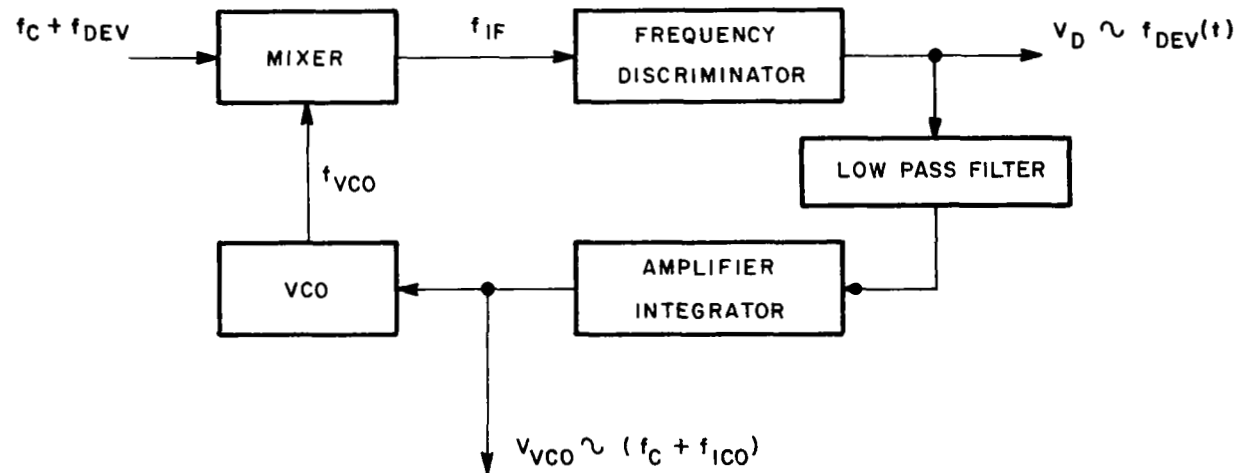 f_C + f_DEV
MIXER
f_IF
FREQUENCY
DISCRIMINATOR
V_D ∼ f_DEV(t)
LOW PASS FILTER
f_VCO
VCO
AMPLIFIER
INTEGRATOR
V_VCO ∼ (f_C + f_ICO)